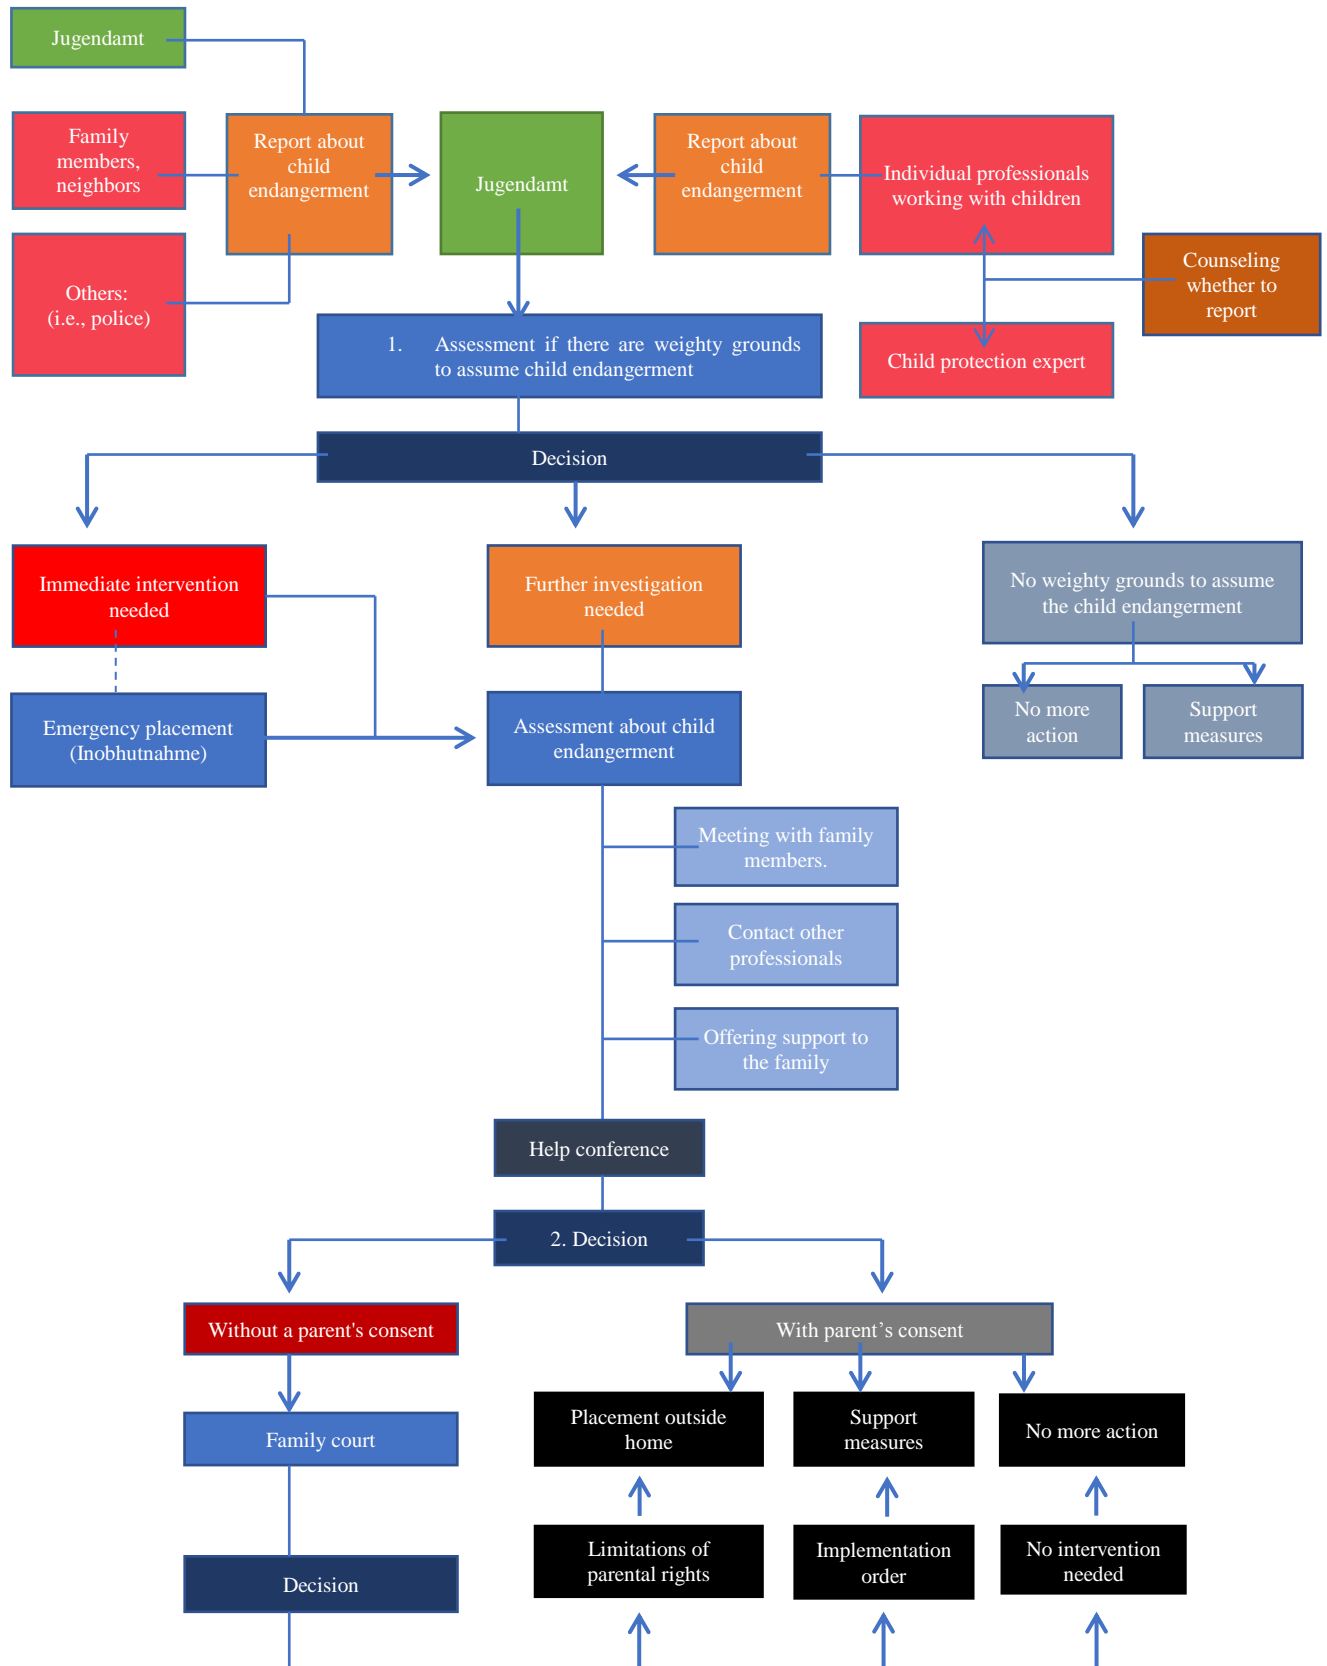 Jugendamt
Family
members,
neighbors
Report about
child
endangerment
Jugendamt
Report about
child
endangerment
Individual professionals
working with children
Others:
(i.e., police)
Counseling
whether to
report
1. Assessment if there are weighty grounds
to assume child endangerment
Child protection expert
Decision
Immediate intervention
needed
Further investigation
needed
No weighty grounds to assume
the child endangerment
Emergency placement
(Inobhutnahme)
Assessment about child
endangerment
No more
action
Support
measures
Meeting with family
members.
Contact other
professionals
Offering support to
the family
Help conference
2. Decision
Without a parent's consent
With parent’s consent
Family court
Placement outside
home
Support
measures
No more action
Decision
Limitations of
parental rights
Implementation
order
No intervention
needed